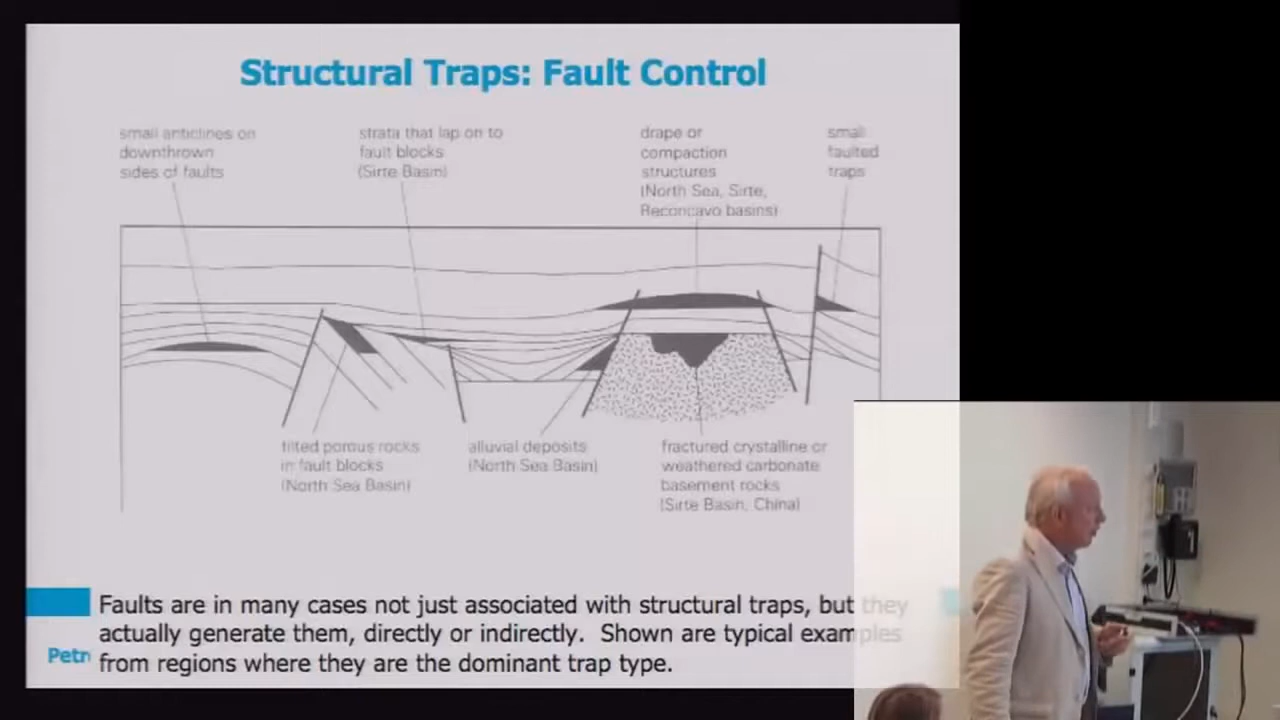 Structural Traps: Fault Control
small anticlines on
downthrown
sides of faults
strata that lap on to
fault blocks
(Sirte Basin)
drape or
compaction
structures
(North Sea, Sirte,
Reconcavo basins)
small
faulted
traps
tilted porous rocks
in fault blocks
(North Sea Basin)
alluvial deposits
(North Sea Basin)
fractured crystalline or
weathered carbonate
basement rocks
(Sirte Basin, China)
Faults are in many cases not just associated with structural traps, but they
actually generate them, directly or indirectly. Shown are typical examples
from regions where they are the dominant trap type.
Petr